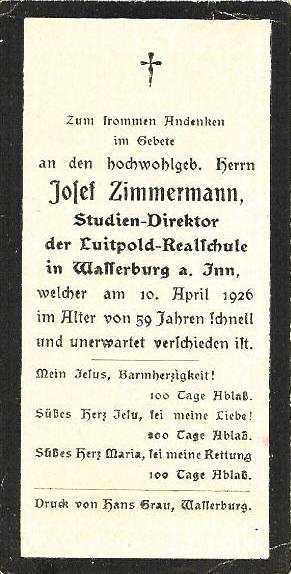 Zum frommen Andenken
im Gebete
an den hochwohlgeb. Herrn
Josef Zimmermann,
Studien-Direktor
der Luitpold-Realschule
in Wasserburg a. Inn,
welcher am 10. April 1926
im Alter von 59 Jahren schnell
und unerwartet verschieden ist.
Mein Jesus, Barmherzigkeit!
100 Tage Ablaß.
Süßes Herz Jesu, sei meine Liebe!
300 Tage Ablaß.
Süßes Herz Maria, sei meine Rettung
100 Tage Ablaß.
Druck von Hans Grau, Wasserburg.